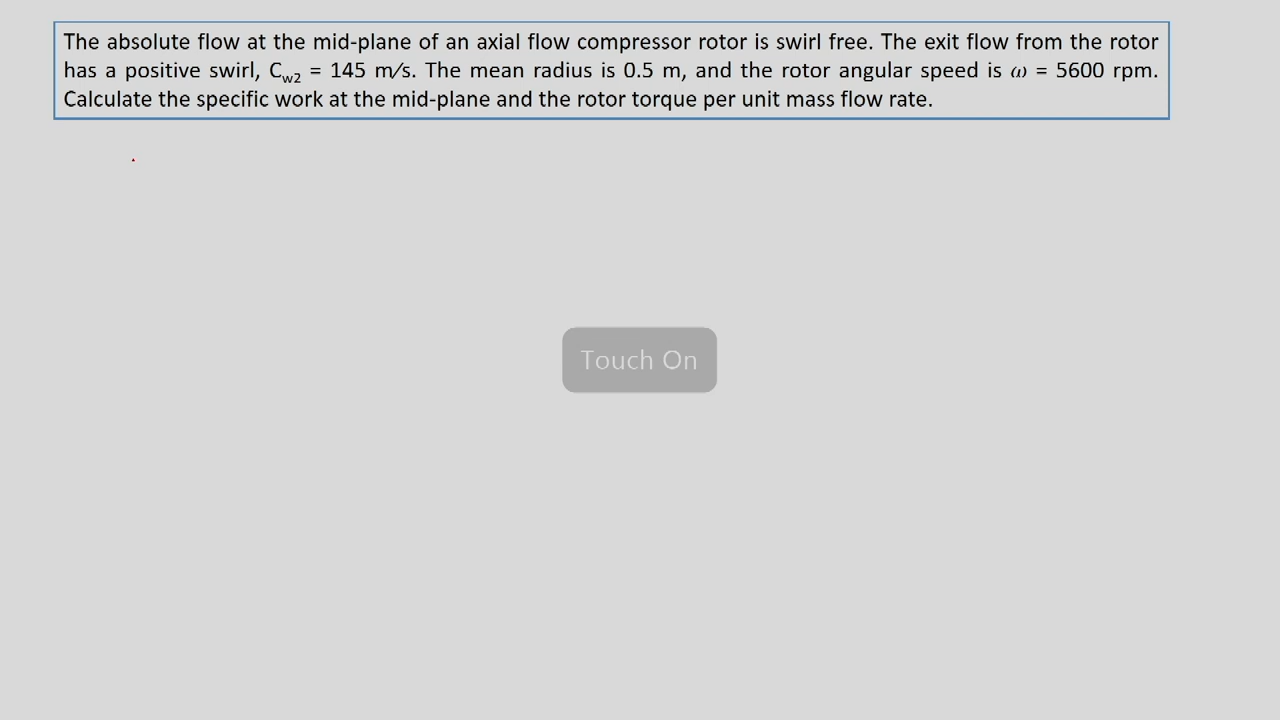 The absolute flow at the mid-plane of an axial flow compressor rotor is swirl free. The exit flow from the rotor
has a positive swirl, Cw2 = 145 m/s. The mean radius is 0.5 m, and the rotor angular speed is ω = 5600 rpm.
Calculate the specific work at the mid-plane and the rotor torque per unit mass flow rate.
Touch On